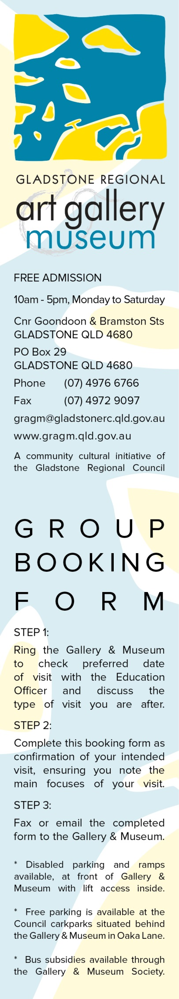 GLADSTONE REGIONAL
art gallery
museum
FREE ADMISSION
10am - 5pm, Monday to Saturday
Cnr Goondoon & Bramston Sts
GLADSTONE QLD 4680
PO Box 29
GLADSTONE QLD 4680
Phone (07) 4976 6766
Fax (07) 4972 9097
gragm@gladstonerc.qld.gov.au
www.gragm.qld.gov.au
A community cultural initiative of
the Gladstone Regional Council
GROUP
BOOKING
FORM
STEP 1:
Ring the Gallery & Museum
to check preferred date
of visit with the Education
Officer and discuss the
type of visit you are after.
STEP 2:
Complete this booking form as
confirmation of your intended
visit, ensuring you note the
main focuses of your visit.
STEP 3:
Fax or email the completed
form to the Gallery & Museum.
* Disabled parking and ramps
available, at front of Gallery &
Museum with lift access inside.
* Free parking is available at the
Council carparks situated behind
the Gallery & Museum in Oaka Lane.
* Bus subsidies available through
the Gallery & Museum Society.